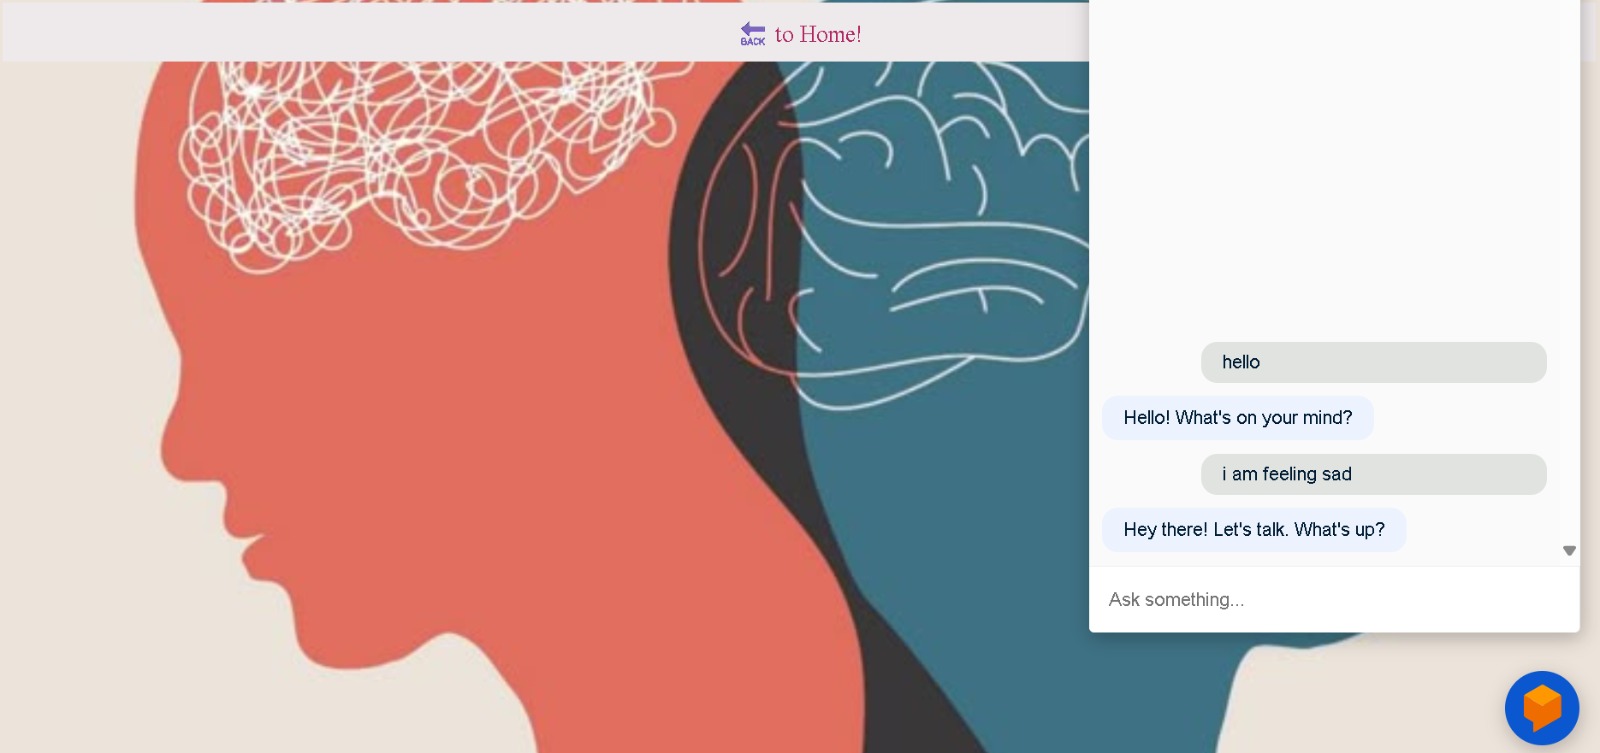 BACK to Home!
hello
Hello! What's on your mind?
i am feeling sad
Hey there! Let's talk. What's up?
Ask something...